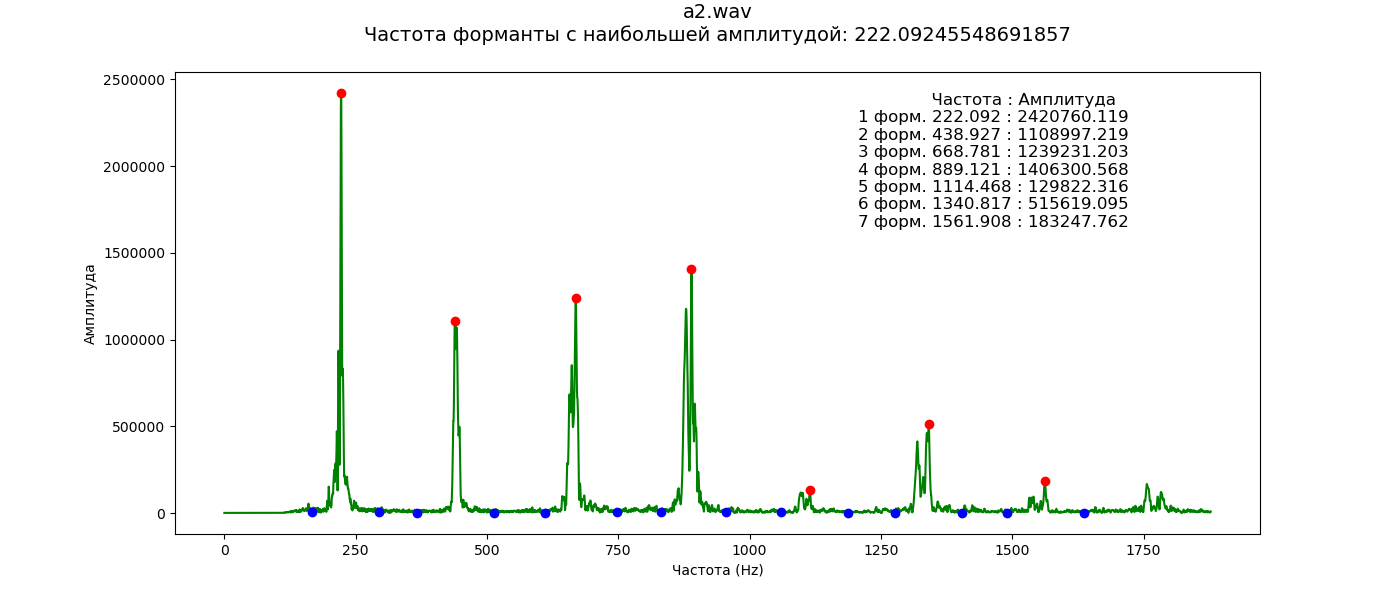 a2.wav
Частота форманты с наибольшей амплитудой: 222.09245548691857
Частота : Амплитуда
1 форм. 222.092 : 2420760.119
2 форм. 438.927 : 1108997.219
3 форм. 668.781 : 1239231.203
4 форм. 889.121 : 1406300.568
5 форм. 1114.468 : 129822.316
6 форм. 1340.817 : 515619.095
7 форм. 1561.908 : 183247.762
2500000
2000000
1500000
1000000
500000
0
Амплитуда
0 250 500 750 1000 1250 1500 1750
Частота (Hz)